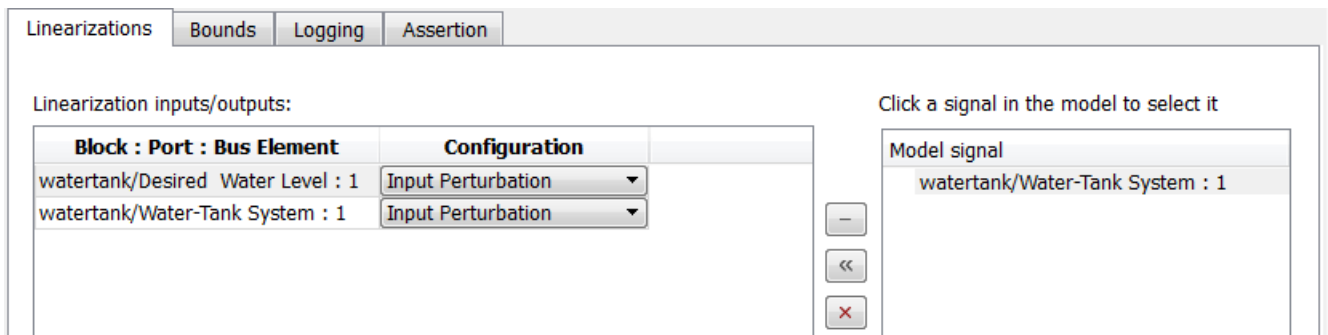 Linearizations Bounds Logging Assertion
Linearization inputs/outputs: Click a signal in the model to select it
Block : Port : Bus Element Configuration Model signal
watertank/Desired Water Level : 1 Input Perturbation watertank/Water-Tank System : 1
watertank/Water-Tank System : 1 Input Perturbation